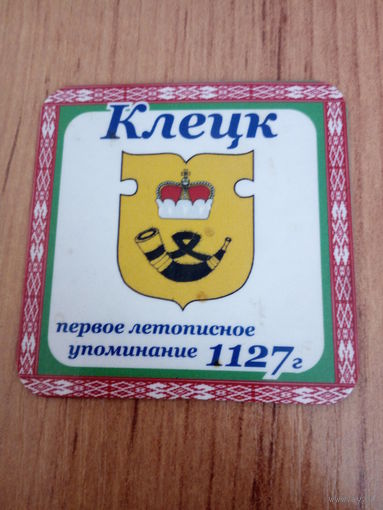 Клецк
первое летописное
упоминание 1127г